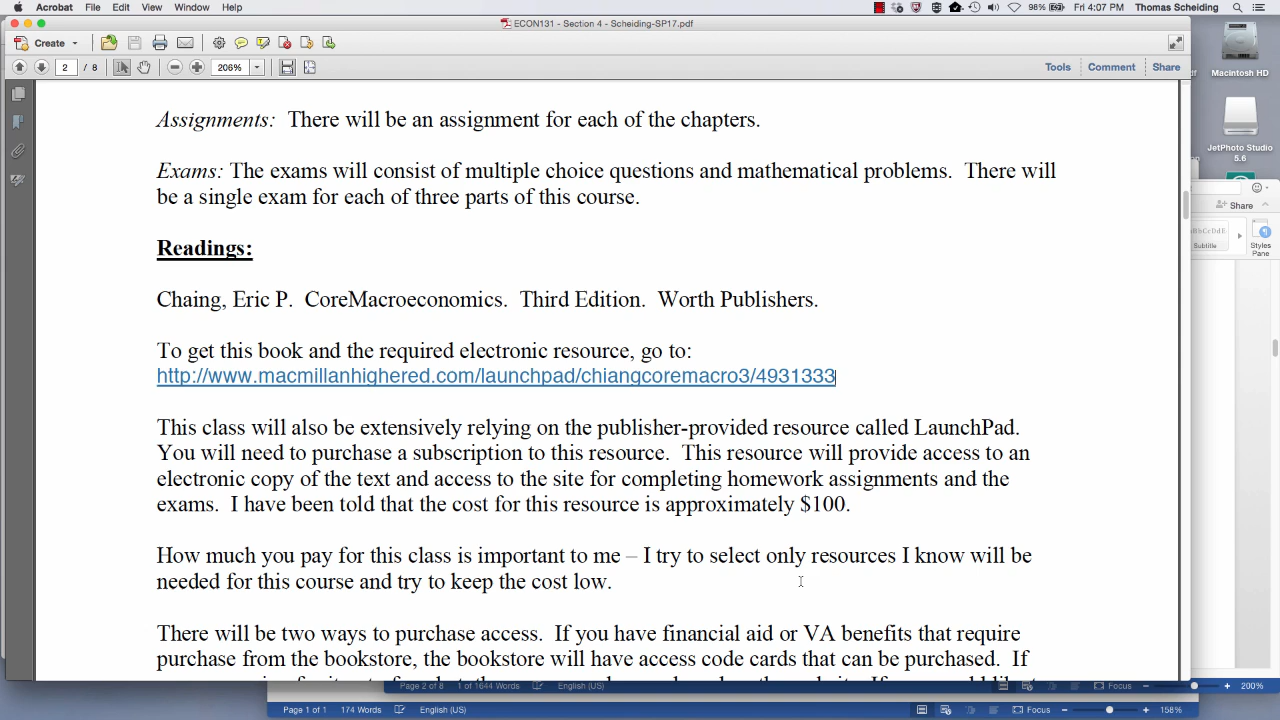 Acrobat File Edit View Window Help
98% Fri 4:07 PM Thomas Scheiding
ECON131 - Section 4 - Scheiding-SP17.pdf
Create
2 / 8 206% Tools Comment Share
Macintosh HD
JetPhoto Studio 5.6
Share
Subtitle
Styles Pane
Assignments: There will be an assignment for each of the chapters.
Exams: The exams will consist of multiple choice questions and mathematical problems. There will
be a single exam for each of three parts of this course.
Readings:
Chaing, Eric P. CoreMacroeconomics. Third Edition. Worth Publishers.
To get this book and the required electronic resource, go to:
http://www.macmillanhighered.com/launchpad/chiangcoremacro3/4931333
This class will also be extensively relying on the publisher-provided resource called LaunchPad.
You will need to purchase a subscription to this resource. This resource will provide access to an
electronic copy of the text and access to the site for completing homework assignments and the
exams. I have been told that the cost for this resource is approximately $100.
How much you pay for this class is important to me – I try to select only resources I know will be
needed for this course and try to keep the cost low.
There will be two ways to purchase access. If you have financial aid or VA benefits that require
purchase from the bookstore, the bookstore will have access code cards that can be purchased. If
Page 2 of 8 1 of 1644 Words English (US) Focus 200%
Page 1 of 1 174 Words English (US) Focus 158%